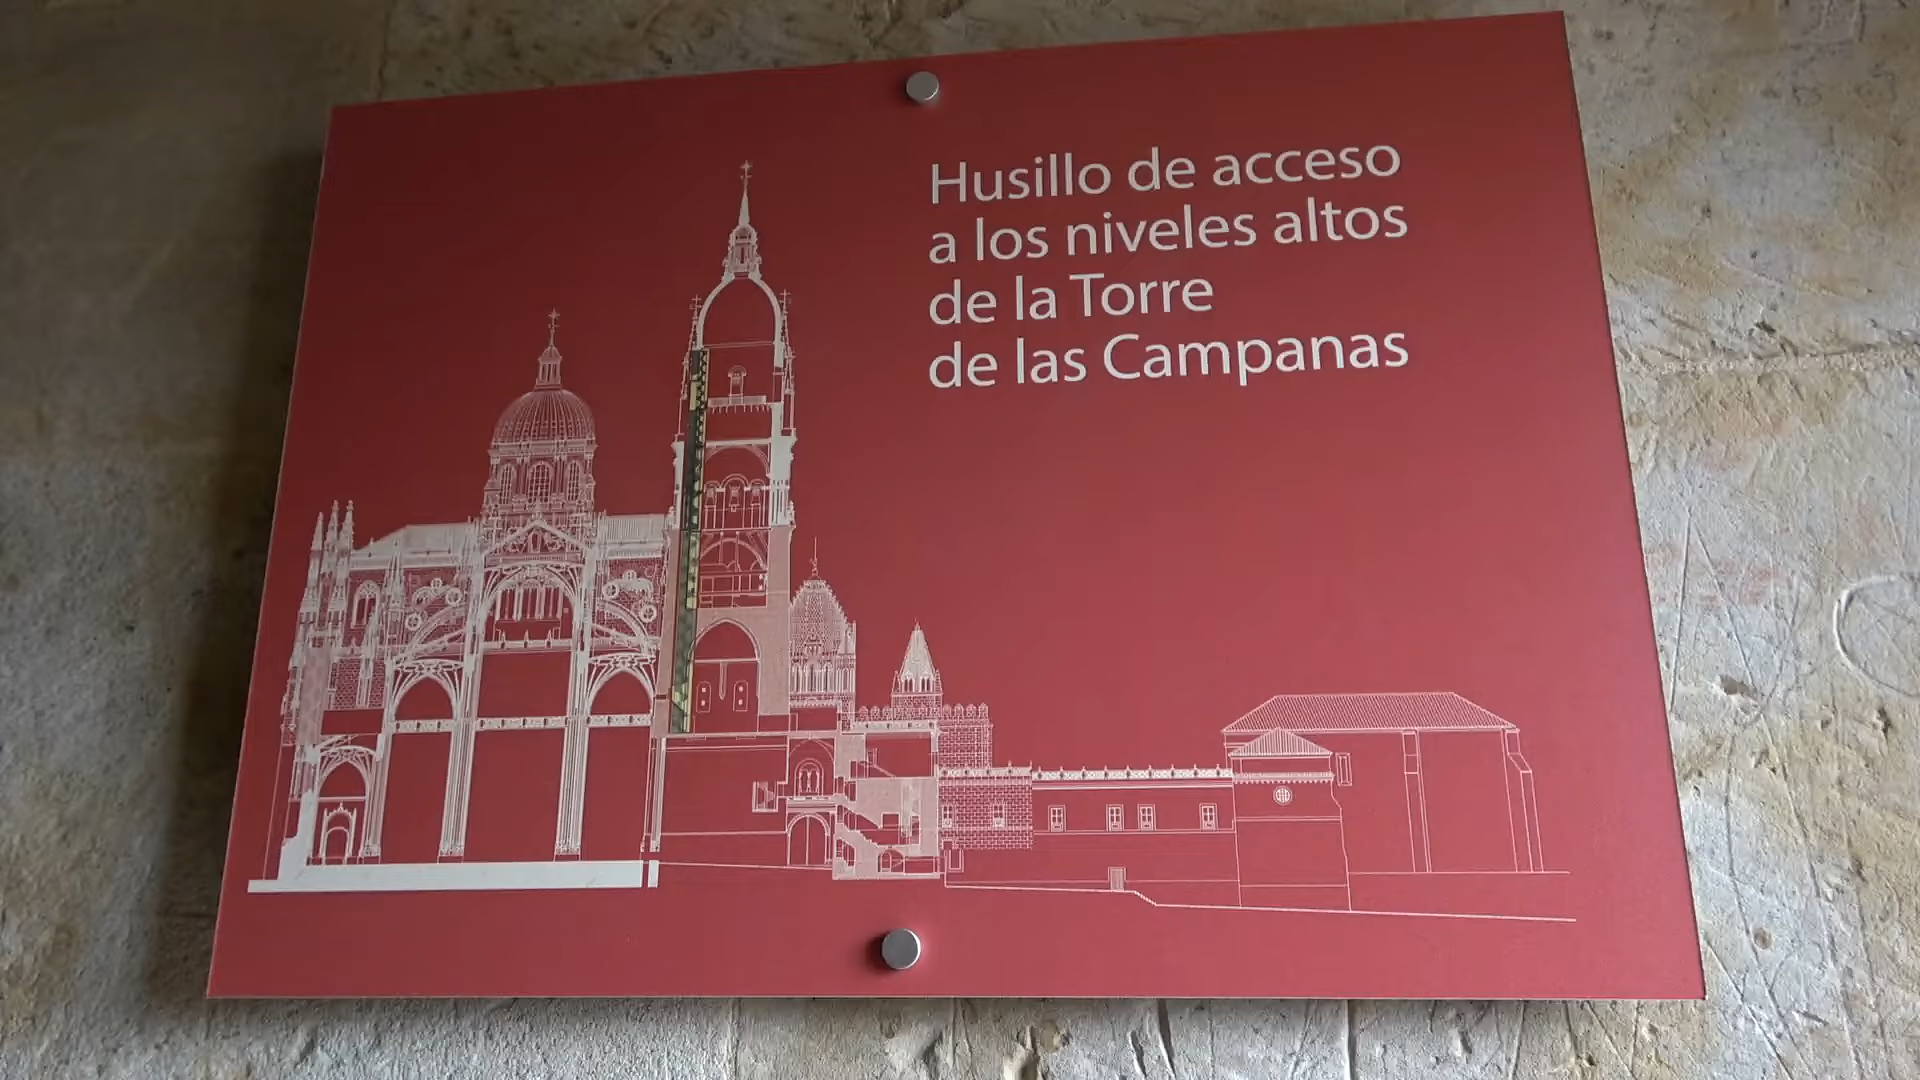 Husillo de acceso
a los niveles altos
de la Torre
de las Campanas